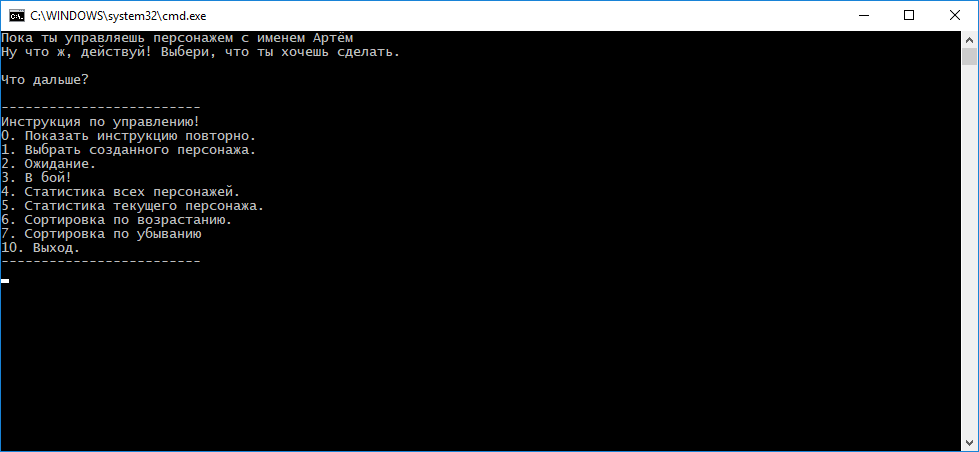 C:\WINDOWS\system32\cmd.exe
Пока ты управляешь персонажем с именем Артём
Ну что ж, действуй! Выбери, что ты хочешь сделать.
Что дальше?
-------------------------
Инструкция по управлению!
0. Показать инструкцию повторно.
1. Выбрать созданного персонажа.
2. Ожидание.
3. В бой!
4. Статистика всех персонажей.
5. Статистика текущего персонажа.
6. Сортировка по возрастанию.
7. Сортировка по убыванию
10. Выход.
-------------------------